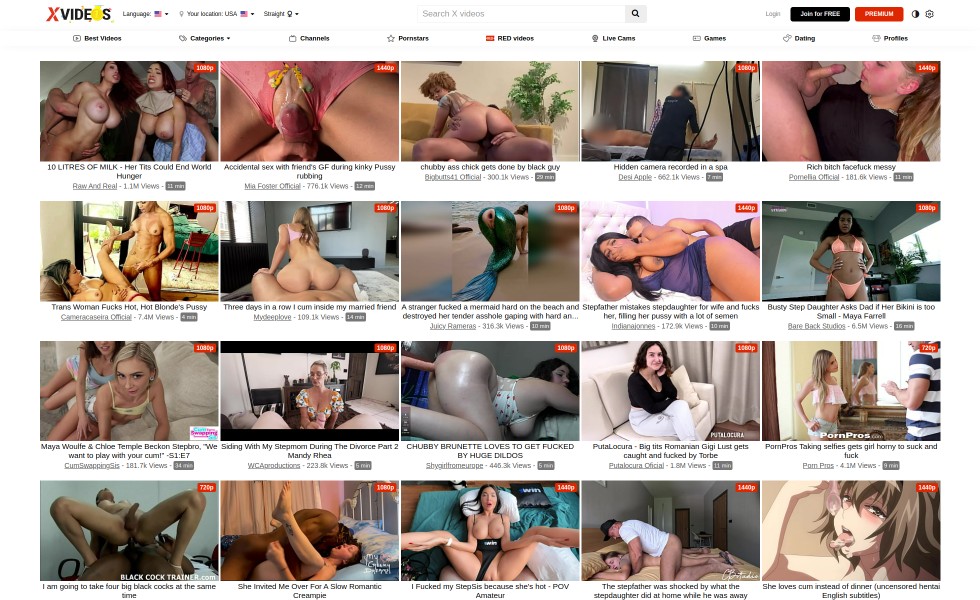 XVIDEOS Language: Your location: USA Straight Search X videos Login Join for FREE PREMIUM
Best Videos Categories Channels Pornstars RED videos Live Cams Games Dating Profiles
1080p 1440p 1080p 1440p
10 LITRES OF MILK - Her Tits Could End World Hunger
Raw And Real - 1.1M Views - 11 min
Accidental sex with friend's GF during kinky Pussy rubbing
Mia Foster Official - 776.1k Views - 12 min
chubby ass chick gets done by black guy
Bigbutts41 Official - 300.1k Views - 29 min
Hidden camera recorded in a spa
Desi Apple - 662.1k Views - 7 min
Rich bitch facefuck messy
Pornellia Official - 181.6k Views - 11 min
1080p 1080p 1080p 1440p 1080p
Trans Woman Fucks Hot, Hot Blonde's Pussy
Cameracaseira Official - 7.4M Views - 4 min
Three days in a row I cum inside my married friend
Mydeeplove - 109.1k Views - 14 min
A stranger fucked a mermaid hard on the beach and
destroyed her tender asshole gaping with hard an...
Juicy Rameras - 316.3k Views - 10 min
Stepfather mistakes stepdaughter for wife and fucks
her, filling her pussy with a lot of semen
Indianajonnes - 172.9k Views - 10 min
Busty Step Daughter Asks Dad if Her Bikini is too
Small - Maya Farrell
Bare Back Studios - 6.5M Views - 16 min
1080p 1080p 1080p 1080p 720p
Cum Swapping
PUTALOCURA
PornPros.com
Maya Woulfe & Chloe Temple Beckon Stepbro, "We
want to play with your cum!" -S1:E7
CumSwappingSis - 181.7k Views - 34 min
Siding With My Stepmom During The Divorce Part 2
Mandy Rhea
WCAproductions - 223.8k Views - 5 min
CHUBBY BRUNETTE LOVES TO GET FUCKED
BY HUGE DILDOS
Shygirlfromeurope - 446.3k Views - 5 min
PutaLocura - Big tits Romanian Gigi Lust gets
caught and fucked by Torbe
Putalocura Oficial - 1.8M Views - 11 min
PornPros Taking selfies gets girl horny to suck and
fuck
Porn Pros - 4.1M Views - 9 min
720p 1080p 1440p 1440p 1440p
BLACK COCK TRAINER.com
win
I am going to take four big black cocks at the same
time
She Invited Me Over For A Slow Romantic
Creampie
I Fucked my StepSis because she's hot - POV
Amateur
The stepfather was shocked by what the
stepdaughter did at home while he was away
She loves cum instead of dinner (uncensored hentai
English subtitles)